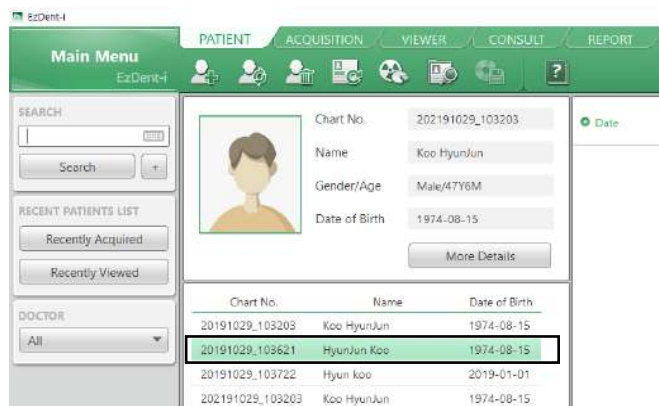 EzDent-i
Main Menu
EzDent-i
PATIENT
ACQUISITION
VIEWER
CONSULT
REPORT
?
SEARCH
Search
+
RECENT PATIENTS LIST
Recently Acquired
Recently Viewed
DOCTOR
All
Chart No. 202191029_103203
Name Koo HyunJun
Gender/Age Male/47Y6M
Date of Birth 1974-08-15
More Details
Date
Chart No. Name Date of Birth
20191029_103203 Koo HyunJun 1974-08-15
20191029_103621 HyunJun Koo 1974-08-15
20191029_103722 Hyun koo 2019-01-01
202191029_103203 Koo HyunJun 1974-08-15